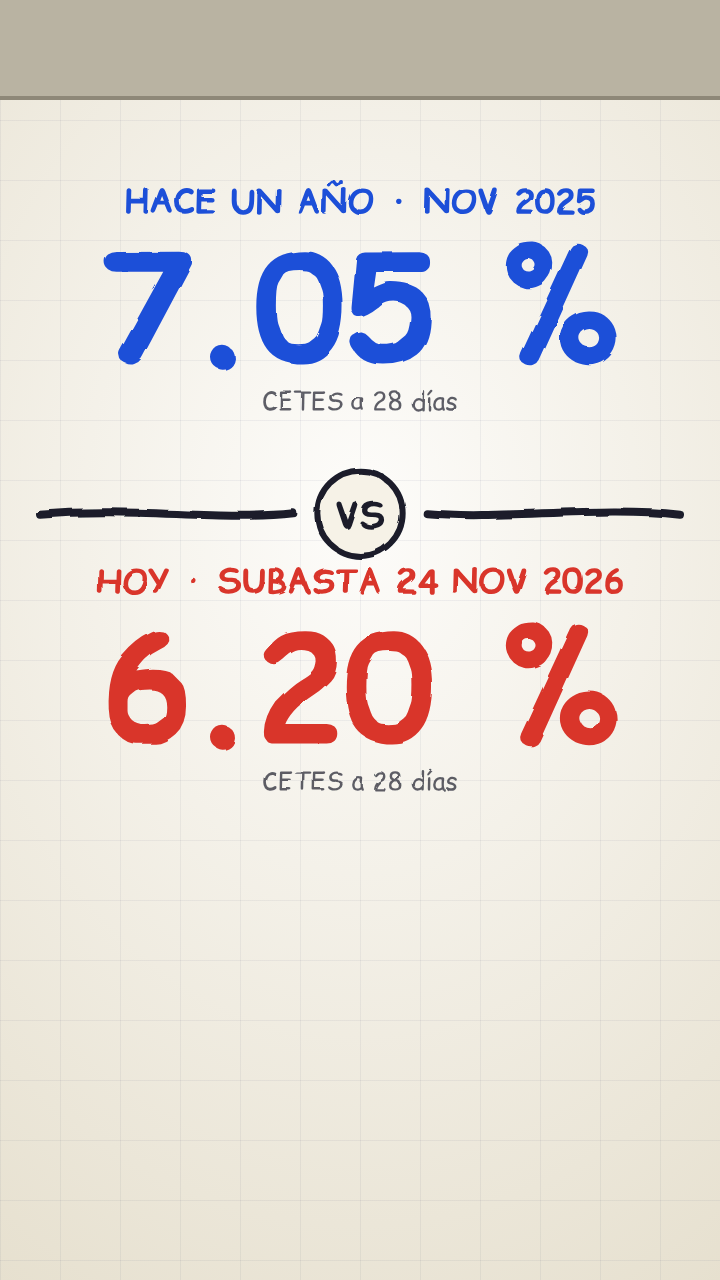 HACE UN AÑO · NOV 2025
7.05 %
CETES a 28 días
VS
HOY · SUBASTA 24 NOV 2026
6.20 %
CETES a 28 días